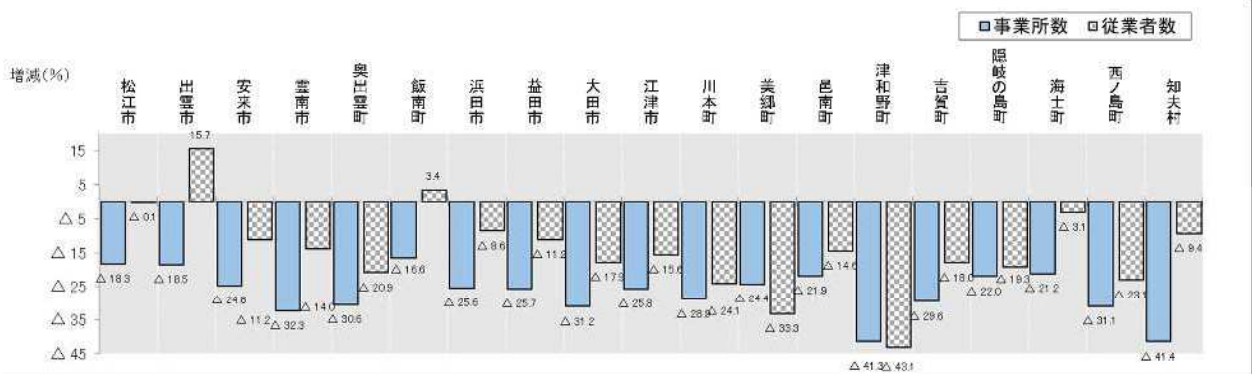 事業所数 従業者数
増減(%)
松江市
出雲市
安来市
雲南市
奥出雲町
飯南町
浜田市
益田市
大田市
江津市
川本町
美郷町
邑南町
津和野町
吉賀町
隠岐の島町
海士町
西ノ島町
知夫村
15
5
△ 5
△ 15
△ 25
△ 35
△ 45
△ 18.3
△ 0.1
△ 18.5
15.7
△ 24.8
△ 11.2
△ 32.3
△ 14.0
△ 30.6
△ 20.9
△ 16.6
3.4
△ 25.6
△ 8.6
△ 25.7
△ 11.2
△ 31.2
△ 17.9
△ 25.8
△ 15.6
△ 28.9
△ 24.1
△ 24.4
△ 33.3
△ 21.9
△ 14.6
△ 41.3
△ 43.1
△ 29.6
△ 18.0
△ 22.0
△ 19.3
△ 21.2
△ 3.1
△ 31.1
△ 23.1
△ 41.4
△ 9.4